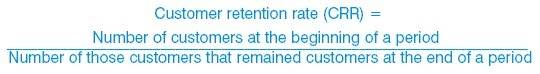 Customer retention rate (CRR) =
Number of customers at the beginning of a period
Number of those customers that remained customers at the end of a period